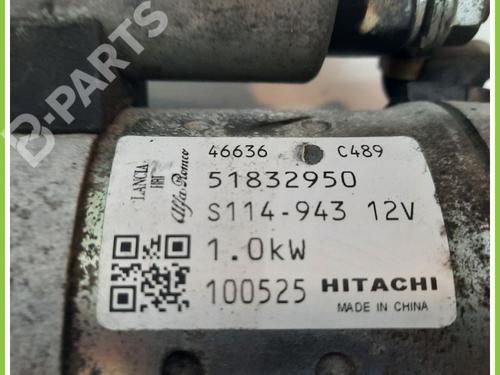 B-PARTS
46636 C489
LANCIA
Alfa Romeo
51832950
S114-943 12V
1.0kW
100525 HITACHI
MADE IN CHINA